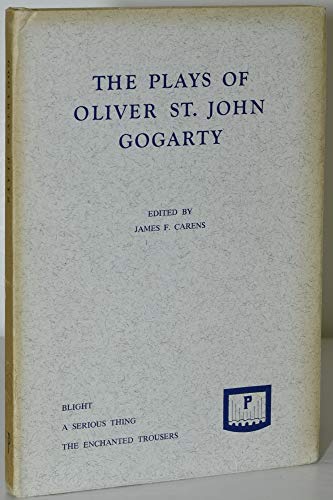 THE PLAYS OF
OLIVER ST. JOHN
GOGARTY
EDITED BY
JAMES F. CARENS
BLIGHT
A SERIOUS THING
THE ENCHANTED TROUSERS
P